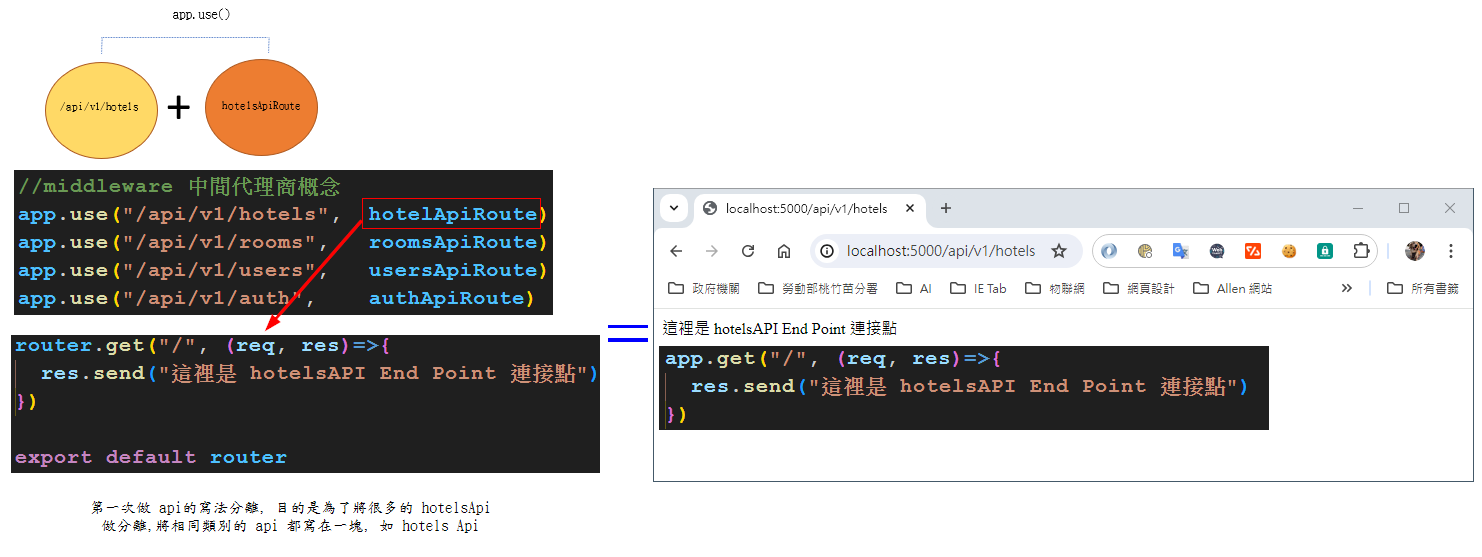 app.use()
/api/v1/hotels
+
hotelsApiRoute
//middleware 中間代理商概念
app.use("/api/v1/hotels", hotelApiRoute)
app.use("/api/v1/rooms", roomsApiRoute)
app.use("/api/v1/users", usersApiRoute)
app.use("/api/v1/auth", authApiRoute)
router.get("/", (req, res)=>{
res.send("這裡是 hotelsAPI End Point 連接點")
})
export default router
第一次做 api的寫法分離, 目的是為了將很多的 hotelsApi
做分離,將相同類別的 api 都寫在一塊, 如 hotels Api
localhost:5000/api/v1/hotels
localhost:5000/api/v1/hotels
政府機關 勞動部桃竹苗分署 AI IE Tab 物聯網 網頁設計 Allen 網站 所有書籤
這裡是 hotelsAPI End Point 連接點
app.get("/", (req, res)=>{
res.send("這裡是 hotelsAPI End Point 連接點")
})